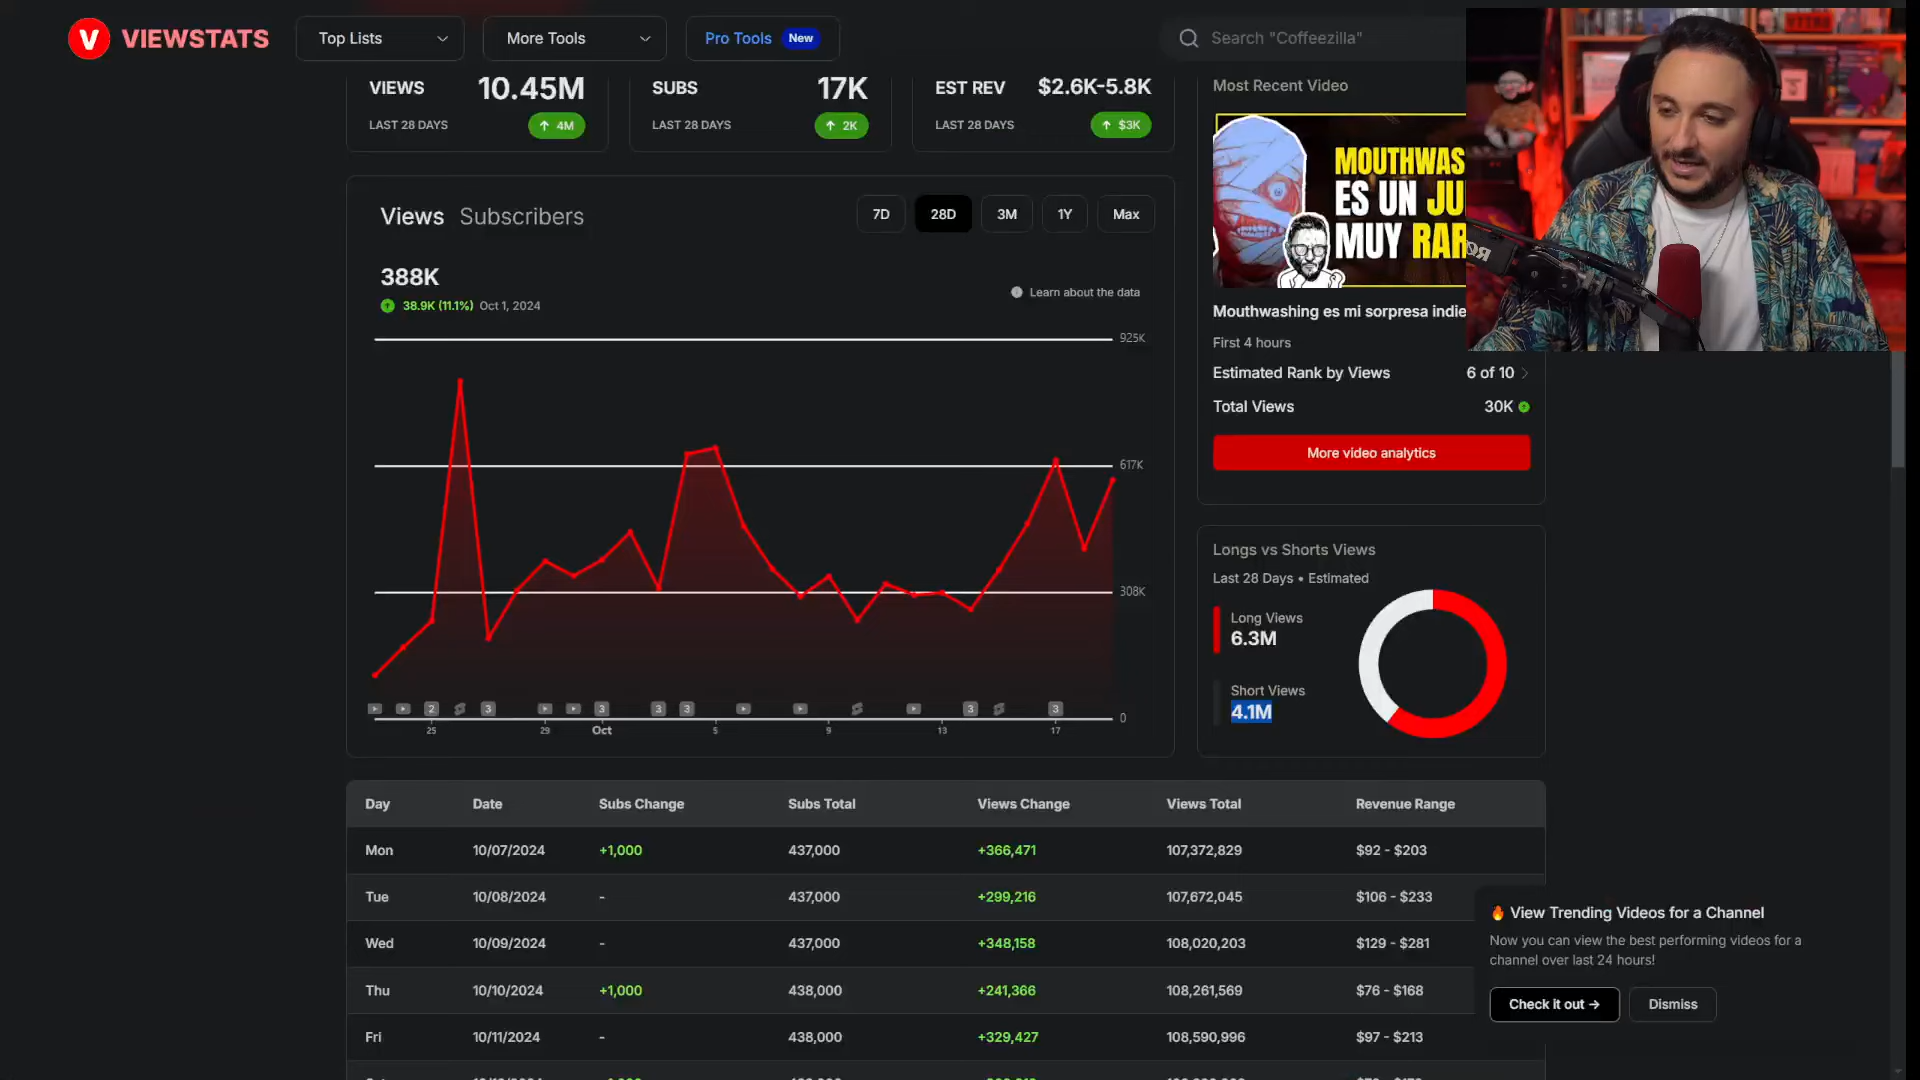 V VIEWSTATS
Top Lists
More Tools
Pro Tools New
Search "Coffeezilla"
VIEWS 10.45M
LAST 28 DAYS 4M
SUBS 17K
LAST 28 DAYS 2K
EST REV $2.6K-5.8K
LAST 28 DAYS $3K
Views Subscribers
7D 28D 3M 1Y Max
388K
38.9K (11.1%) Oct 1, 2024
Learn about the data
925K
617K
308K
0
2 3 3 3 3 3 3
25 29 Oct 5 9 13 17
Most Recent Video
MOUTHWAS
ES UN JU
MUY RAR
Mouthwashing es mi sorpresa indie
First 4 hours
Estimated Rank by Views 6 of 10
Total Views 30K
More video analytics
Longs vs Shorts Views
Last 28 Days • Estimated
Long Views
6.3M
Short Views
4.1M
Day Date Subs Change Subs Total Views Change Views Total Revenue Range
Mon 10/07/2024 +1,000 437,000 +366,471 107,372,829 $92 - $203
Tue 10/08/2024 - 437,000 +299,216 107,672,045 $106 - $233
Wed 10/09/2024 - 437,000 +348,158 108,020,203 $129 - $281
Thu 10/10/2024 +1,000 438,000 +241,366 108,261,569 $76 - $168
Fri 10/11/2024 - 438,000 +329,427 108,590,996 $97 - $213
🔥 View Trending Videos for a Channel
Now you can view the best performing videos for a
channel over last 24 hours!
Check it out →
Dismiss